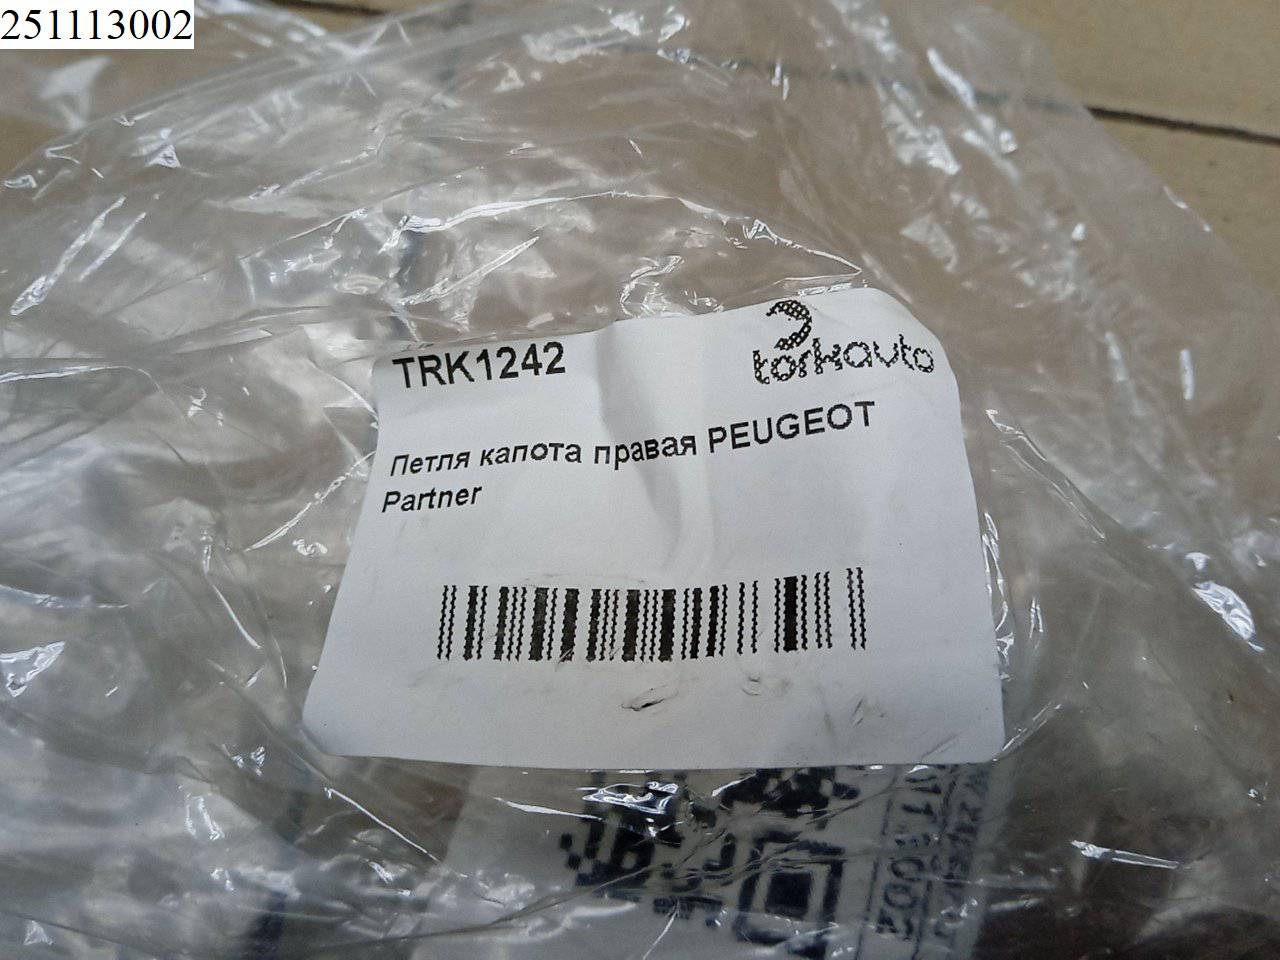 251113002
TRK1242
torkauto
Петля капота правая PEUGEOT
Partner